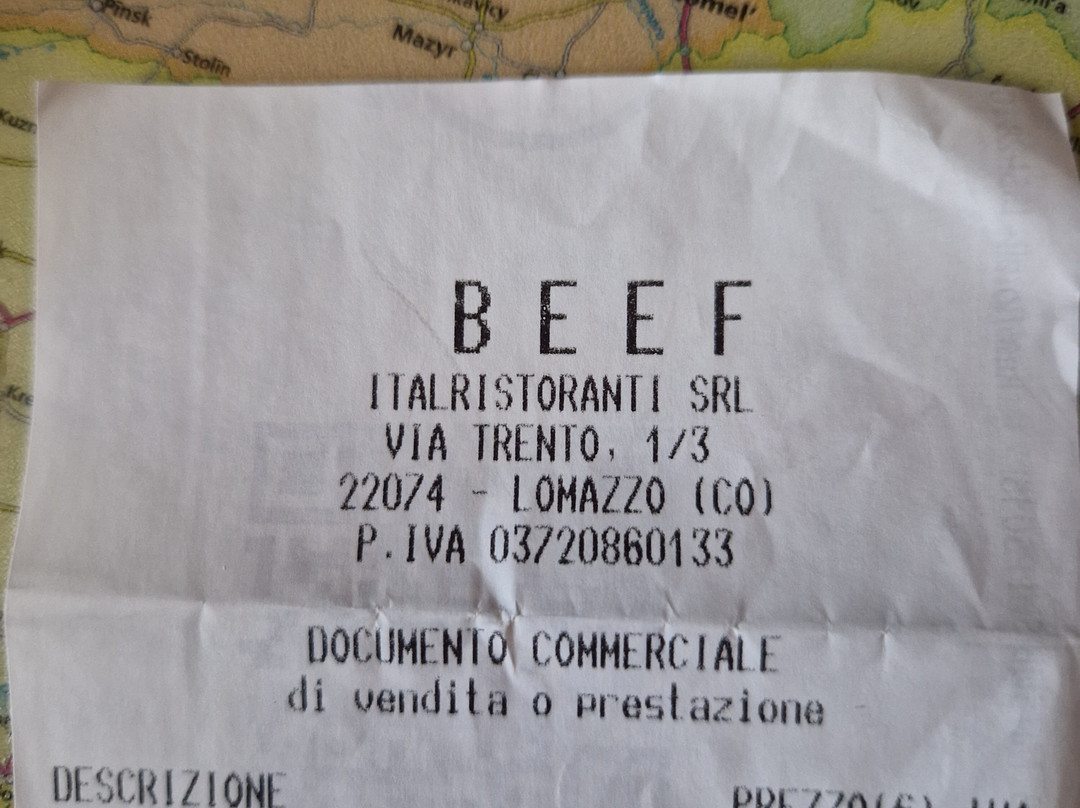 Pinsk
Mazyr
Stolin
B E E F
ITALRISTORANTI SRL
VIA TRENTO, 1/3
22074 - LOMAZZO (CO)
P.IVA 03720860133
DOCUMENTO COMMERCIALE
di vendita o prestazione
DESCRIZIONE